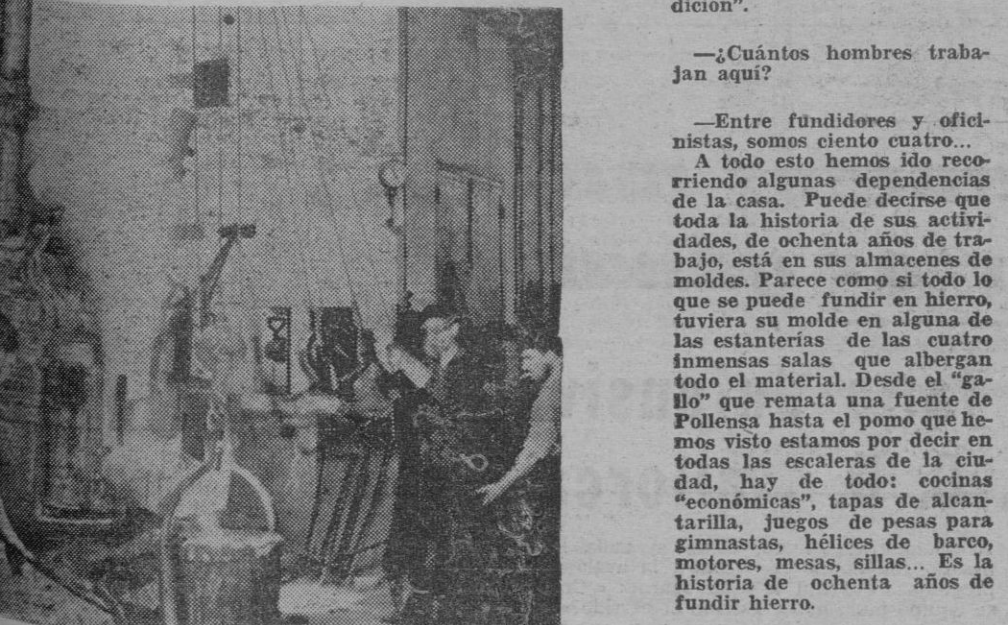 dición".
—¿Cuántos hombres traba-
jan aquí?
—Entre fundidores y ofici-
nistas, somos ciento cuatro...
A todo esto hemos ido reco-
rriendo algunas dependencias
de la casa. Puede decirse que
toda la historia de sus activi-
dades, de ochenta años de tra-
bajo, está en sus almacenes de
moldes. Parece como si todo lo
que se puede fundir en hierro,
tuviera su molde en alguna de
las estanterías de las cuatro
inmensas salas que albergan
todo el material. Desde el "ga-
llo" que remata una fuente de
Pollensa hasta el pomo que he-
mos visto estamos por decir en
todas las escaleras de la ciu-
dad, hay de todo: cocinas
"económicas", tapas de alcan-
tarilla, juegos de pesas para
gimnastas, hélices de barco,
motores, mesas, sillas... Es la
historia de ochenta años de
fundir hierro.